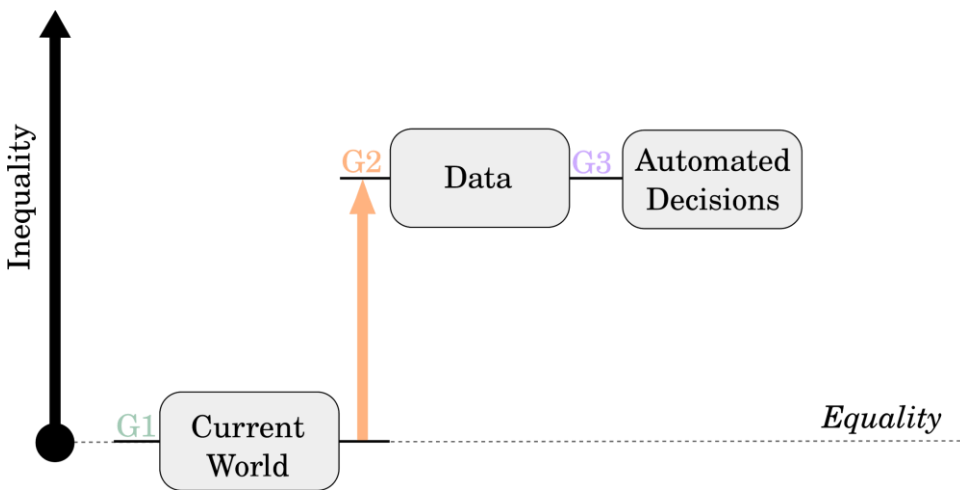 Inequality
G2
Data
G3
Automated
Decisions
G1
Current
World
Equality